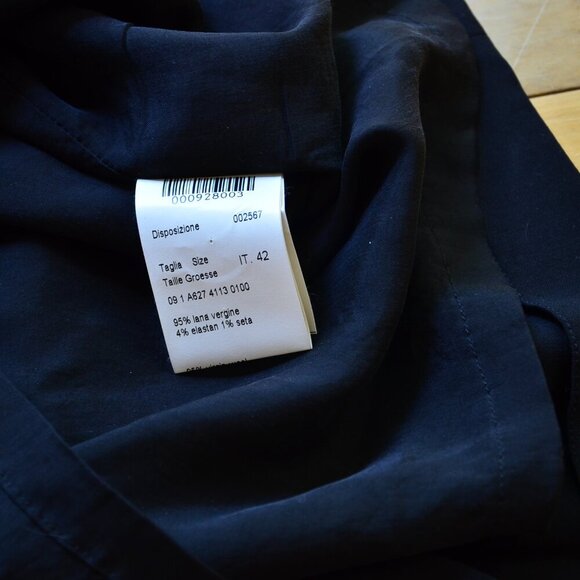 000928003
Disposizione 002567
Taglia Size IT. 42
Taille Groesse
09 1 A627 4113 0100
95% lana vergine
4% elastan 1% seta